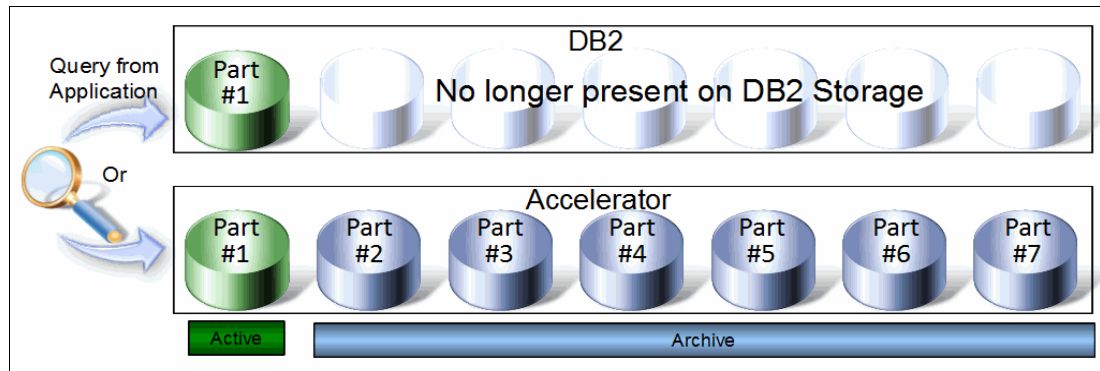 DB2
Query from
Application
Part
#1
No longer present on DB2 Storage
Or
Accelerator
Part
#1
Part
#2
Part
#3
Part
#4
Part
#5
Part
#6
Part
#7
Active
Archive